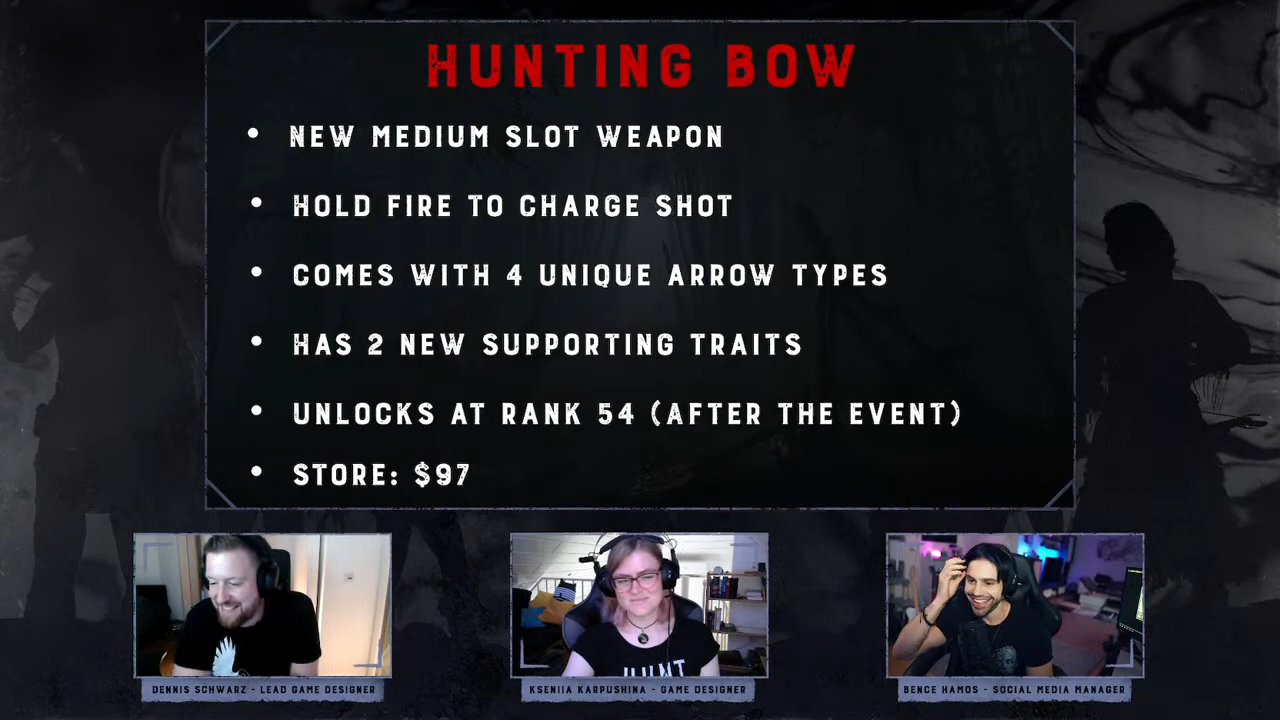 HUNTING BOW
• NEW MEDIUM SLOT WEAPON
• HOLD FIRE TO CHARGE SHOT
• COMES WITH 4 UNIQUE ARROW TYPES
• HAS 2 NEW SUPPORTING TRAITS
• UNLOCKS AT RANK 54 (AFTER THE EVENT)
• STORE: $97
HUNT
DENNIS SCHWARZ - LEAD GAME DESIGNER
KSENIIA KARPUSHINA - GAME DESIGNER
BENCE HAMOS - SOCIAL MEDIA MANAGER